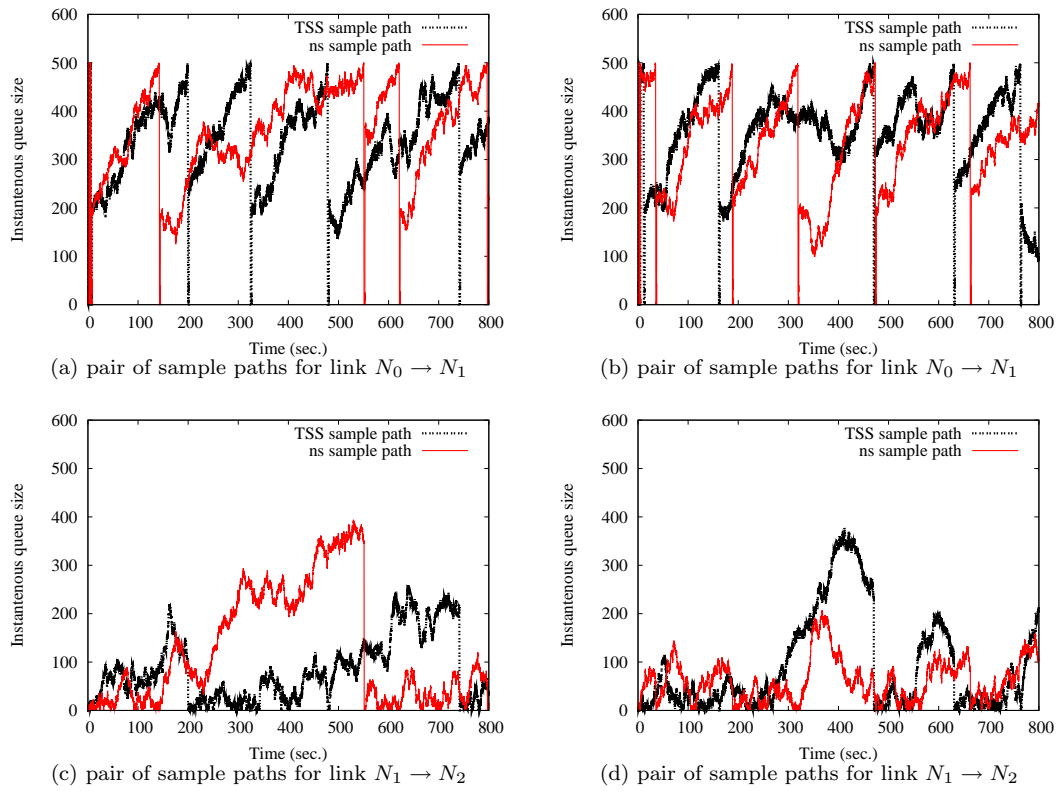 600
500
400
300
200
100
0
Instantenous queue size
TSS sample path
ns sample path
0 100 200 300 400 500 600 700 800
Time (sec.)
(a) pair of sample paths for link N0 → N1
600
500
400
300
200
100
0
Instantenous queue size
TSS sample path
ns sample path
0 100 200 300 400 500 600 700 800
Time (sec.)
(b) pair of sample paths for link N0 → N1
600
500
400
300
200
100
0
Instantenous queue size
TSS sample path
ns sample path
0 100 200 300 400 500 600 700 800
Time (sec.)
(c) pair of sample paths for link N1 → N2
600
500
400
300
200
100
0
Instantenous queue size
TSS sample path
ns sample path
0 100 200 300 400 500 600 700 800
Time (sec.)
(d) pair of sample paths for link N1 → N2